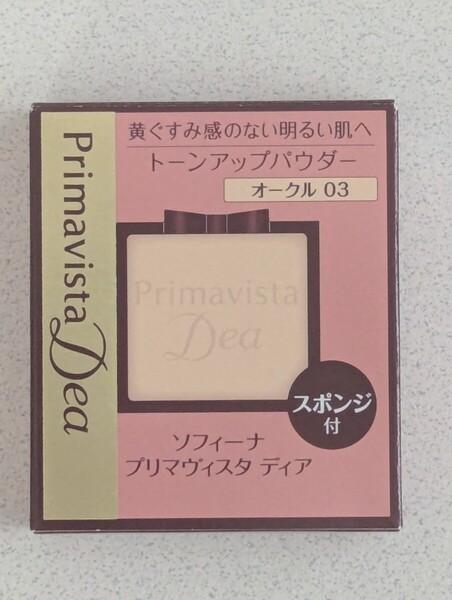 Primavista Dea
黄ぐすみ感のない明るい肌へ
トーンアップパウダー
オークル 03
Primavista
Dea
スポンジ
付
ソフィーナ
プリマヴィスタ ディア